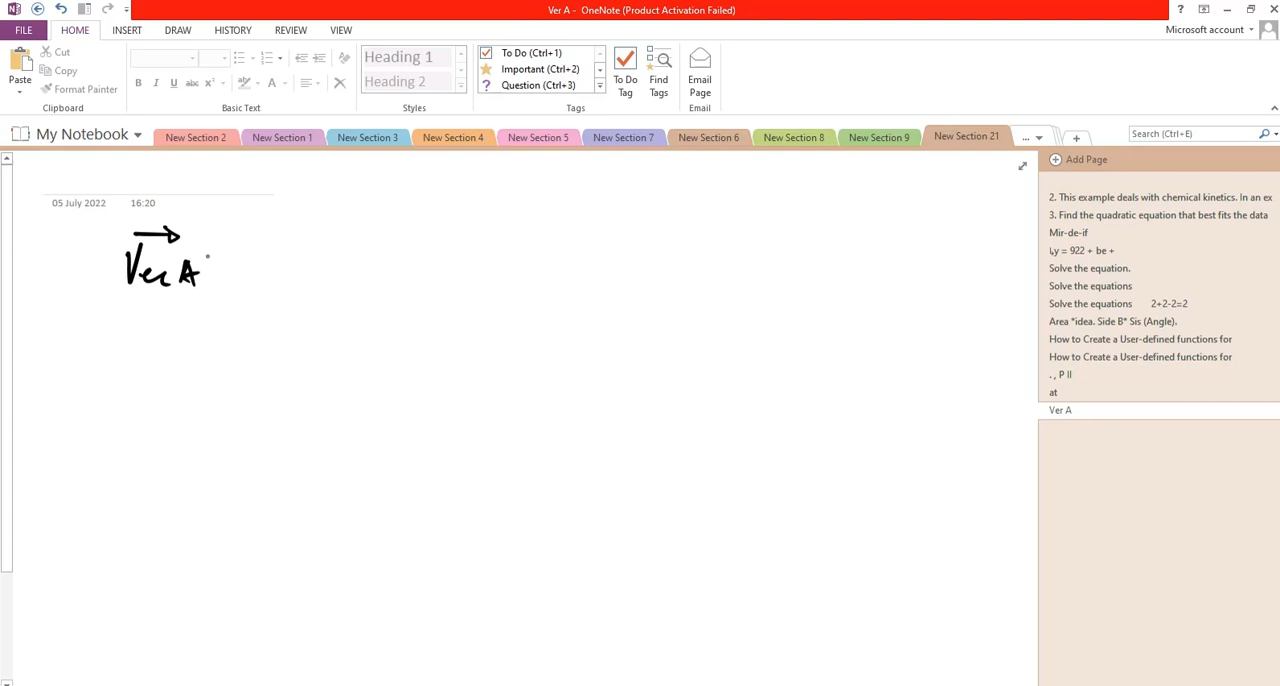 Ver A - OneNote (Product Activation Failed)
FILE HOME INSERT DRAW HISTORY REVIEW VIEW
Microsoft account
Paste
Cut
Copy
Format Painter
Clipboard
B I U abc x² ab A
Basic Text
Heading 1
Heading 2
Styles
To Do (Ctrl+1)
Important (Ctrl+2)
Question (Ctrl+3)
To Do Tag
Find Tags
Tags
Email Page
Email
My Notebook
New Section 2 New Section 1 New Section 3 New Section 4 New Section 5 New Section 7 New Section 6 New Section 8 New Section 9 New Section 21 ...
Search (Ctrl+E)
05 July 2022 16:20
Ver A
Add Page
2. This example deals with chemical kinetics. In an ex
3. Find the quadratic equation that best fits the data
Mir-de-if
y = 922 + be +
Solve the equation.
Solve the equations
Solve the equations 2+2-2=2
Area *idea. Side B* Sis (Angle).
How to Create a User-defined functions for
How to Create a User-defined functions for
. , P II
at
Ver A